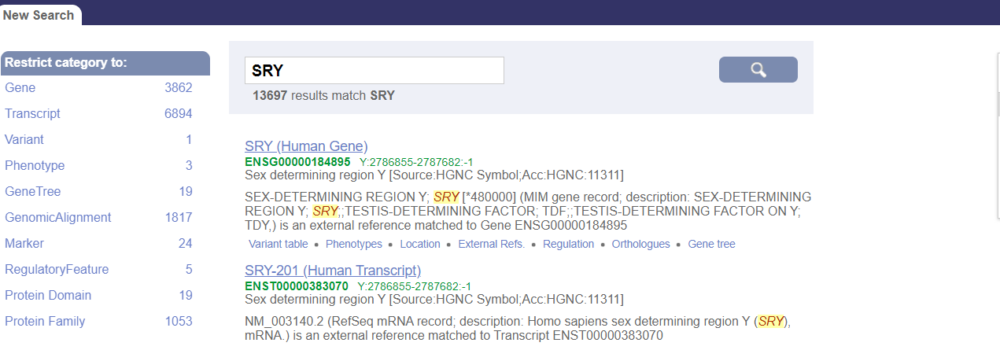 New Search
Restrict category to:
Gene 3862
Transcript 6894
Variant 1
Phenotype 3
GeneTree 19
GenomicAlignment 1817
Marker 24
RegulatoryFeature 5
Protein Domain 19
Protein Family 1053
SRY
13697 results match SRY
SRY (Human Gene)
ENSG00000184895 Y:2786855-2787682:-1
Sex determining region Y [Source:HGNC Symbol;Acc:HGNC:11311]
SEX-DETERMINING REGION Y; SRY [*480000] (MIM gene record; description: SEX-DETERMINING
REGION Y; SRY;;TESTIS-DETERMINING FACTOR; TDF;;TESTIS-DETERMINING FACTOR ON Y;
TDY,) is an external reference matched to Gene ENSG00000184895
Variant table • Phenotypes • Location • External Refs. • Regulation • Orthologues • Gene tree
SRY-201 (Human Transcript)
ENST00000383070 Y:2786855-2787682:-1
Sex determining region Y [Source:HGNC Symbol;Acc:HGNC:11311]
NM_003140.2 (RefSeq mRNA record; description: Homo sapiens sex determining region Y (SRY),
mRNA.) is an external reference matched to Transcript ENST00000383070